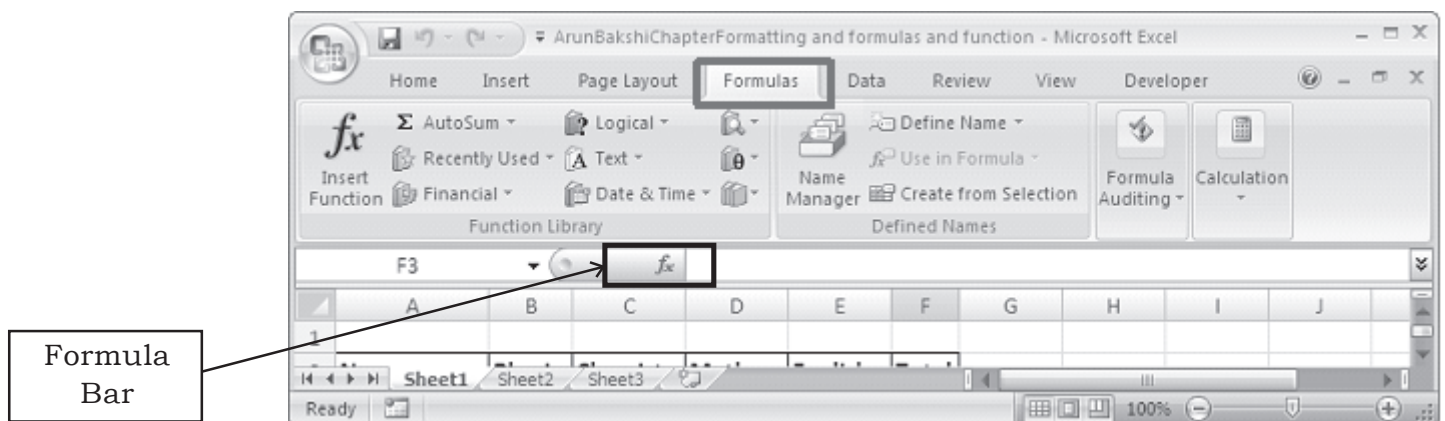 ArunBakshiChapterFormatting and formulas and function - Microsoft Excel
Home Insert Page Layout Formulas Data Review View Developer
fx Insert Function
Σ AutoSum
Recently Used
Financial
Logical
A Text
Date & Time
θ
Function Library
Name Manager
Define Name
Use in Formula
Create from Selection
Defined Names
Formula Auditing
Calculation
F3 fx
A B C D E F G H I J
1
Formula
Bar
Sheet1 Sheet2 Sheet3
Ready 100%